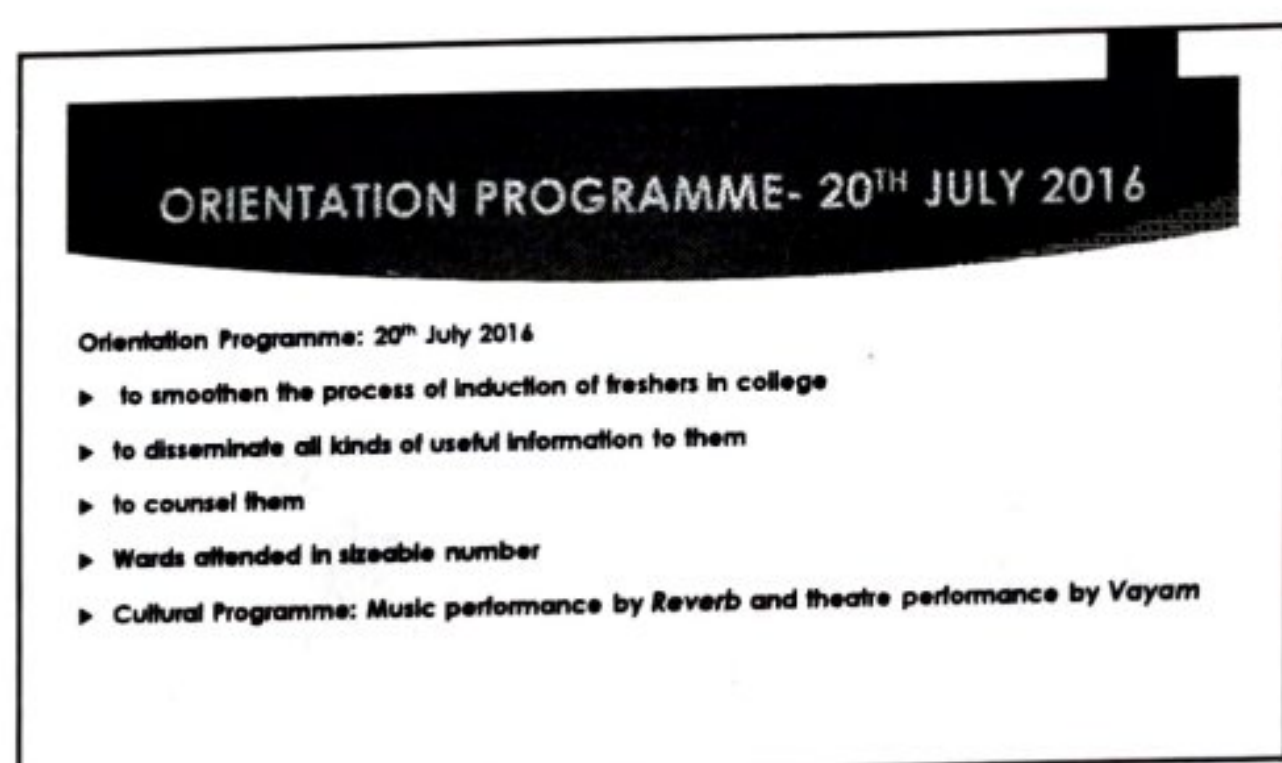 ORIENTATION PROGRAMME- 20TH JULY 2016
Orientation Programme: 20th July 2016
▶ to smoothen the process of induction of freshers in college
▶ to disseminate all kinds of useful information to them
▶ to counsel them
▶ Wards attended in sizeable number
▶ Cultural Programme: Music performance by Reverb and theatre performance by Vayam